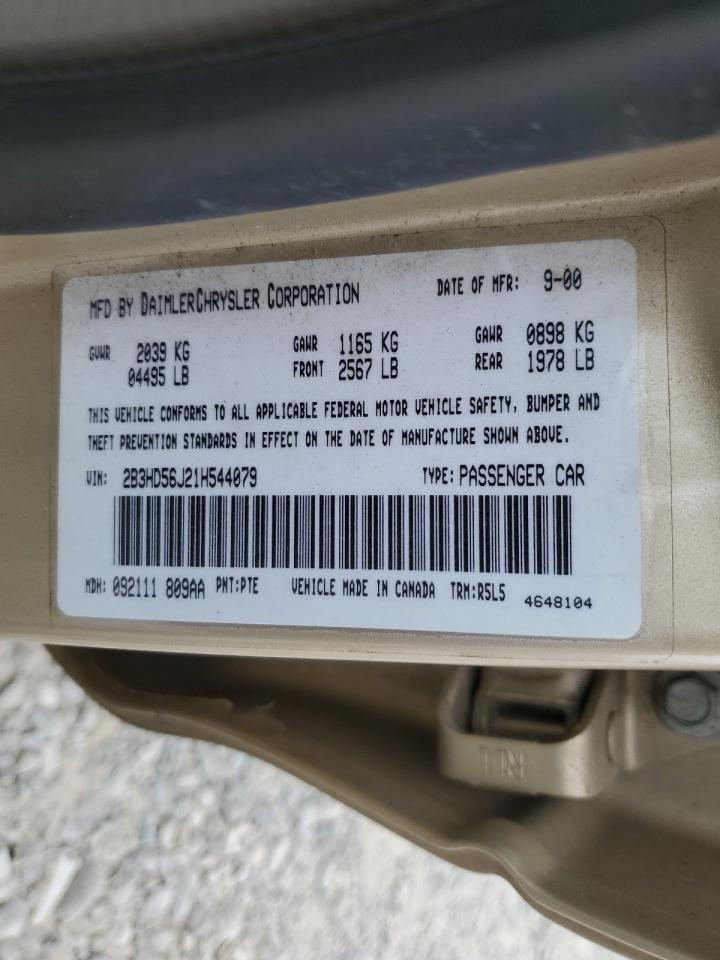 MFD BY DAIMLERCHRYSLER CORPORATION DATE OF MFR: 9-00
GVWR 2039 KG GAWR 1165 KG GAWR 0898 KG
04495 LB FRONT 2567 LB REAR 1978 LB
THIS VEHICLE CONFORMS TO ALL APPLICABLE FEDERAL MOTOR VEHICLE SAFETY, BUMPER AND
THEFT PREVENTION STANDARDS IN EFFECT ON THE DATE OF MANUFACTURE SHOWN ABOVE.
VIN: 2B3HD56J21H544079 TYPE: PASSENGER CAR
MDH: 092111 809AA PNT:PTE VEHICLE MADE IN CANADA TRM:R5L5
4648104